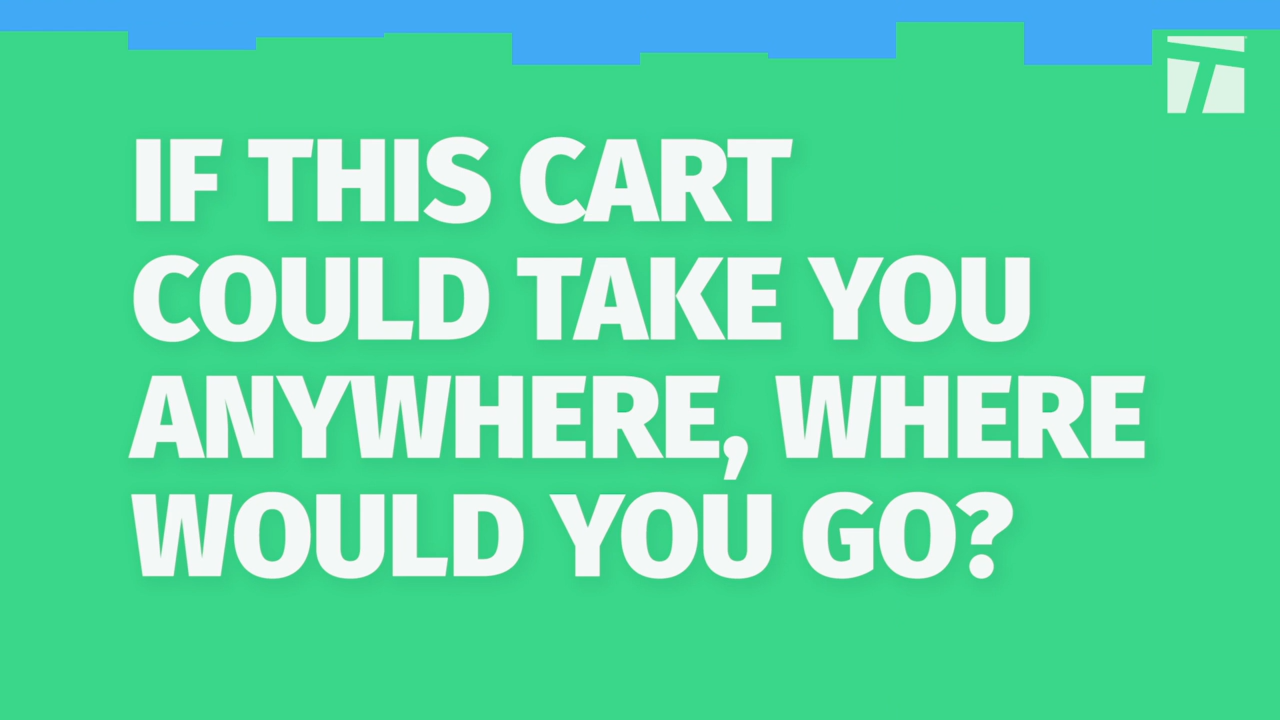 IF THIS CART
COULD TAKE YOU
ANYWHERE, WHERE
WOULD YOU GO?